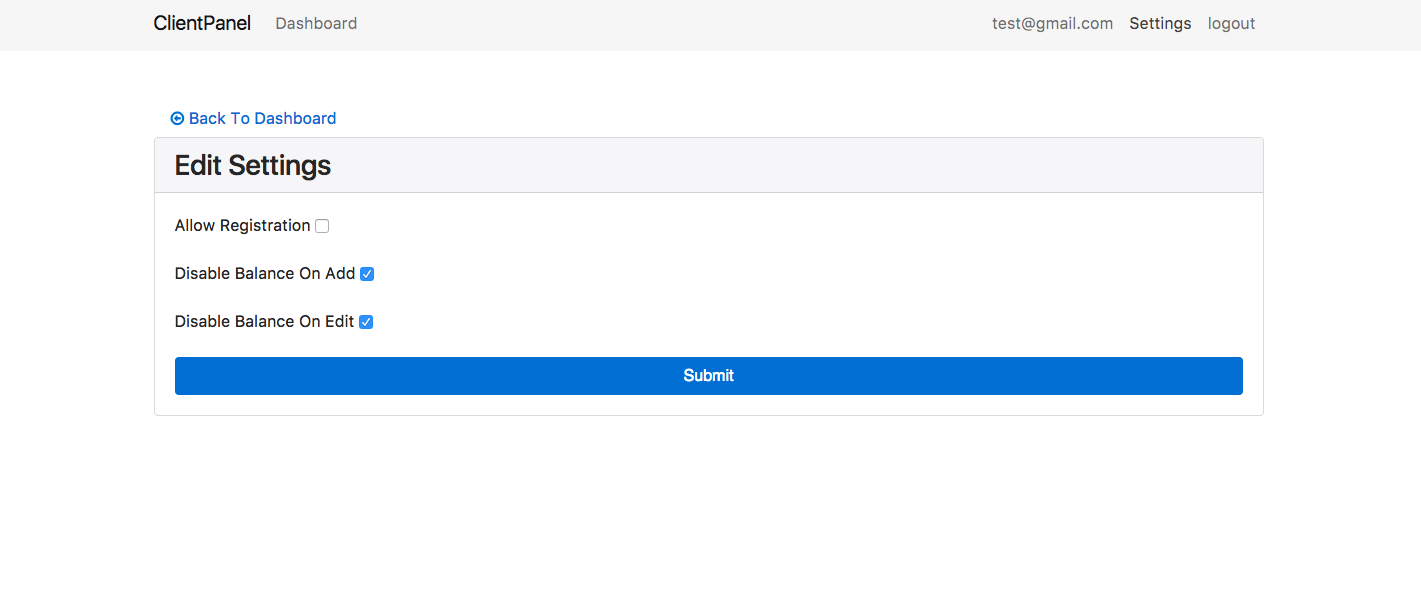 ClientPanel Dashboard test@gmail.com Settings logout
Back To Dashboard
Edit Settings
Allow Registration
Disable Balance On Add
Disable Balance On Edit
Submit